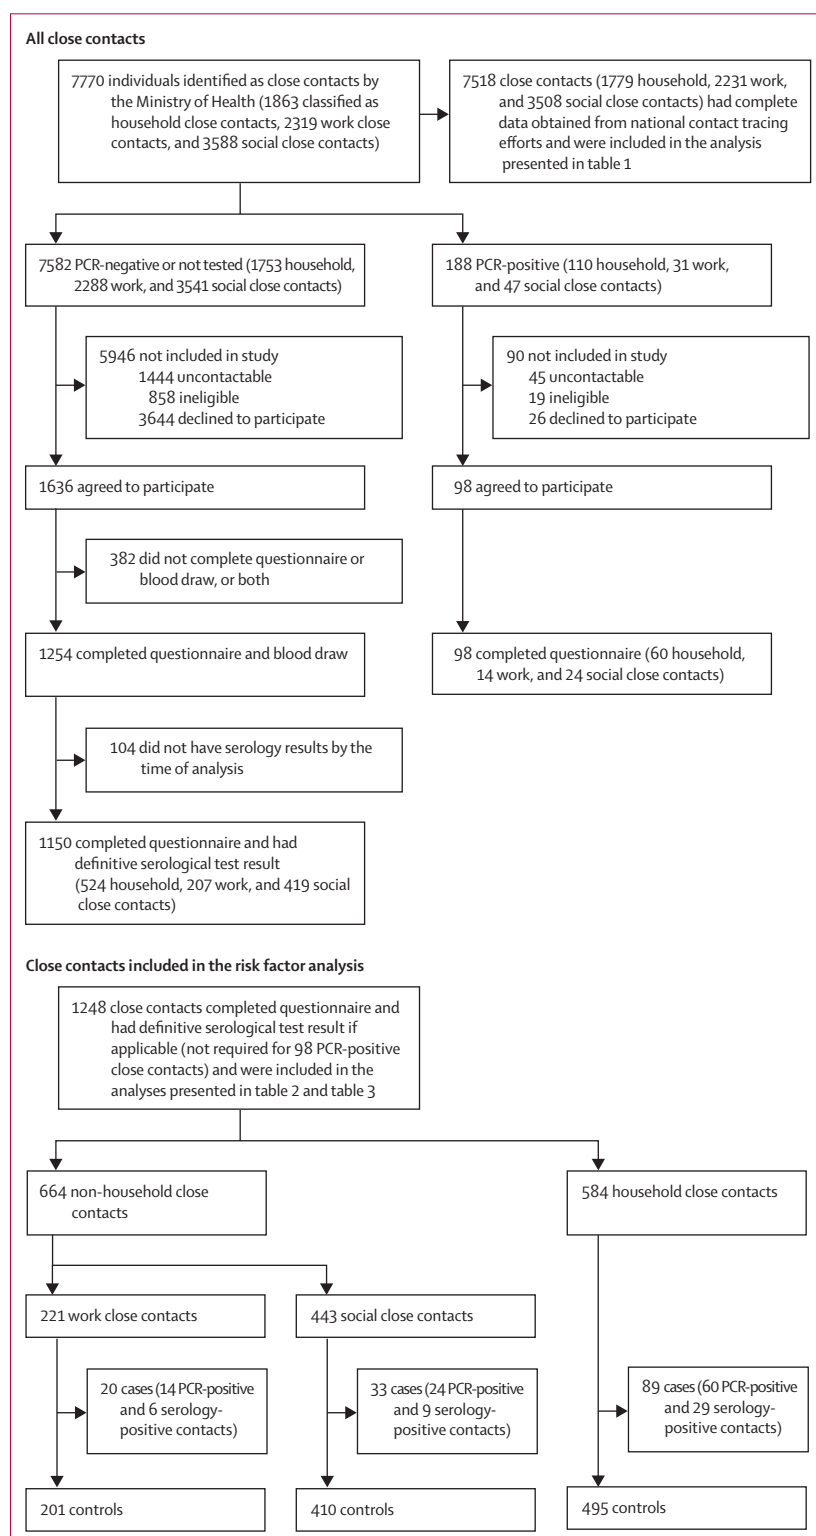 All close contacts
7770 individuals identified as close contacts by
the Ministry of Health (1863 classified as
household close contacts, 2319 work close
contacts, and 3588 social close contacts)
7518 close contacts (1779 household, 2231 work,
and 3508 social close contacts) had complete
data obtained from national contact tracing
efforts and were included in the analysis
presented in table 1
7582 PCR-negative or not tested (1753 household,
2288 work, and 3541 social close contacts)
188 PCR-positive (110 household, 31 work,
and 47 social close contacts)
5946 not included in study
1444 uncontactable
858 ineligible
3644 declined to participate
90 not included in study
45 uncontactable
19 ineligible
26 declined to participate
1636 agreed to participate
98 agreed to participate
382 did not complete questionnaire or
blood draw, or both
1254 completed questionnaire and blood draw
98 completed questionnaire (60 household,
14 work, and 24 social close contacts)
104 did not have serology results by the
time of analysis
1150 completed questionnaire and had
definitive serological test result
(524 household, 207 work, and 419 social
close contacts)
Close contacts included in the risk factor analysis
1248 close contacts completed questionnaire and
had definitive serological test result if
applicable (not required for 98 PCR-positive
close contacts) and were included in the
analyses presented in table 2 and table 3
664 non-household close
contacts
584 household close contacts
221 work close contacts
443 social close contacts
20 cases (14 PCR-positive
and 6 serology-
positive contacts)
33 cases (24 PCR-positive
and 9 serology-
positive contacts)
89 cases (60 PCR-positive
and 29 serology-
positive contacts)
201 controls
410 controls
495 controls